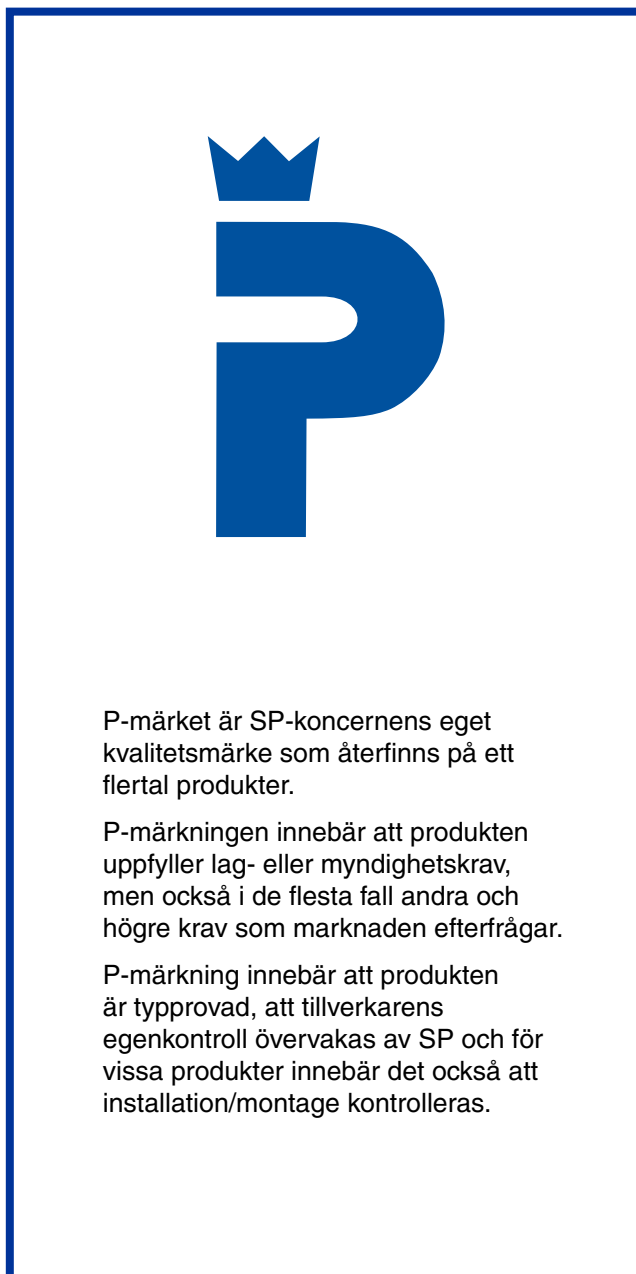 P
P-märket är SP-koncernens eget
kvalitetsmärke som återfinns på ett
flertal produkter.
P-märkningen innebär att produkten
uppfyller lag- eller myndighetskrav,
men också i de flesta fall andra och
högre krav som marknaden efterfrågar.
P-märkning innebär att produkten
är typprovad, att tillverkarens
egenkontroll övervakas av SP och för
vissa produkter innebär det också att
installation/montage kontrolleras.